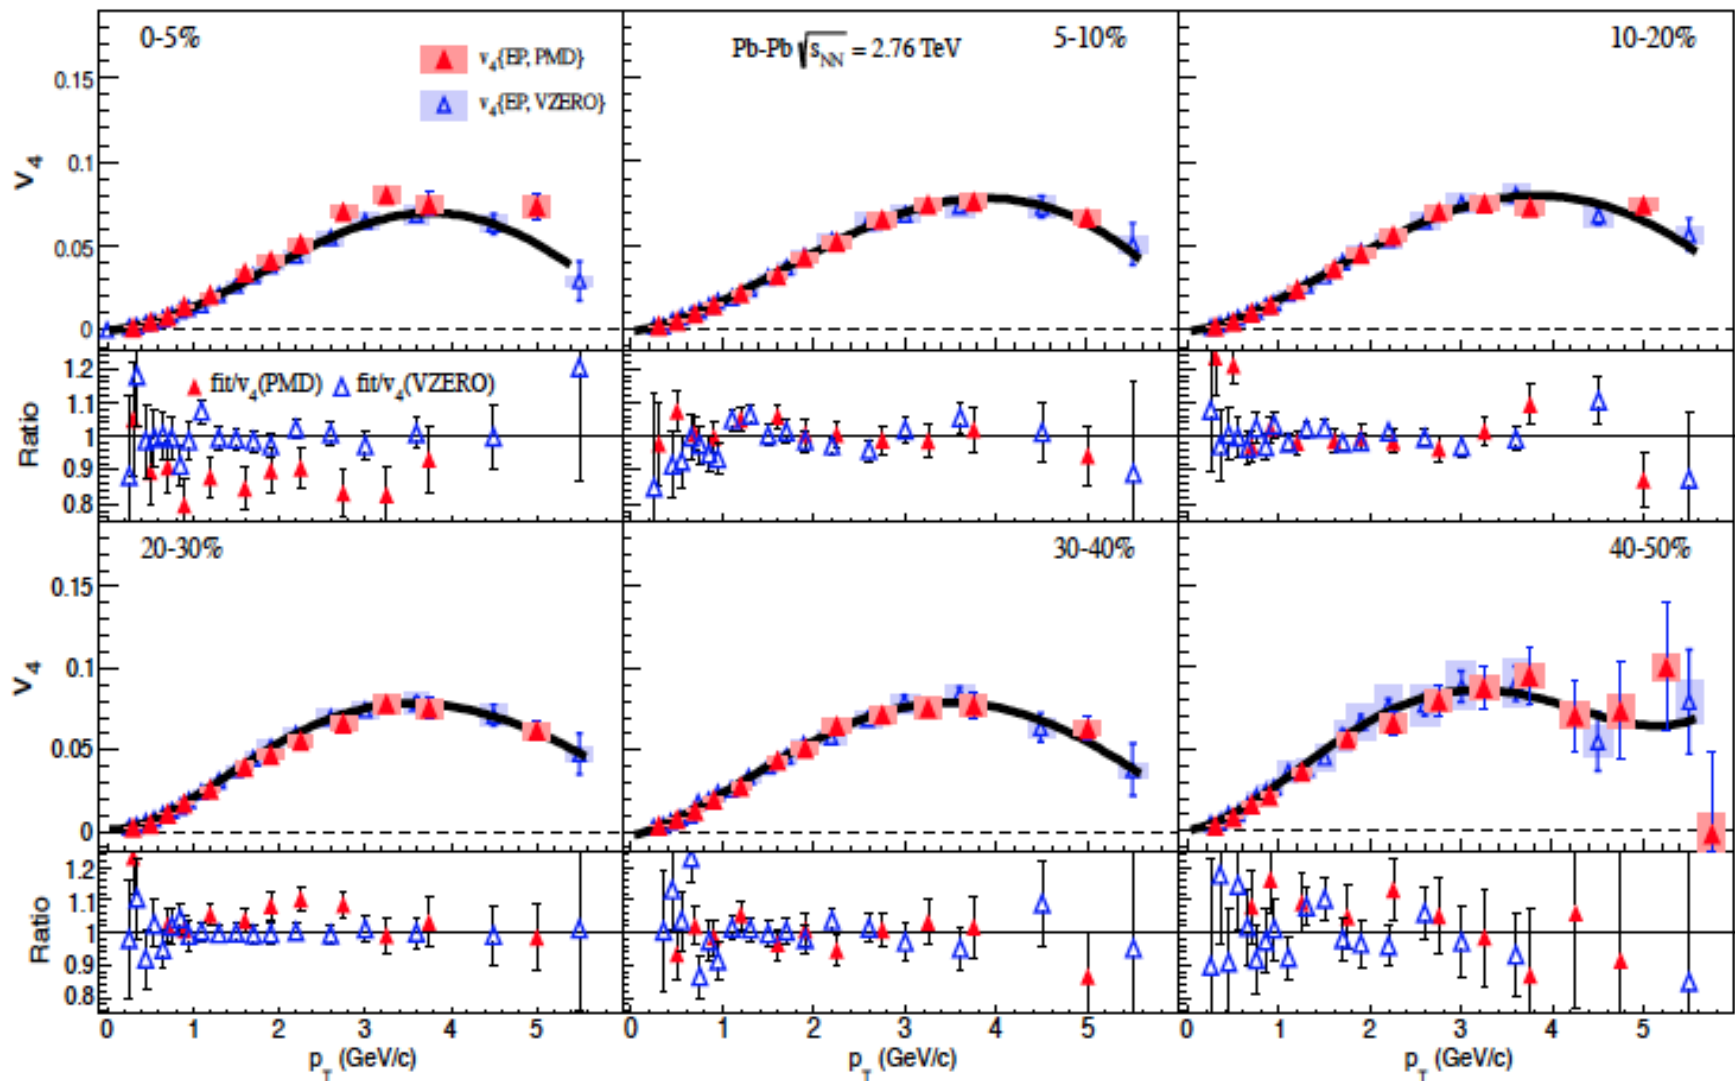 0-5%
v₄{EP, PMD}
v₄{EP, VZERO}
Pb-Pb √sNN = 2.76 TeV
5-10%
10-20%
0.15
0.1
0.05
0
v₄
fit/v₄(PMD) fit/v₄(VZERO)
1.2
1.1
1
0.9
0.8
Ratio
20-30%
30-40%
40-50%
0.15
0.1
0.05
0
v₄
1.2
1.1
1
0.9
0.8
Ratio
0 1 2 3 4 5
0 1 2 3 4 5
0 1 2 3 4 5
pT (GeV/c)
pT (GeV/c)
pT (GeV/c)